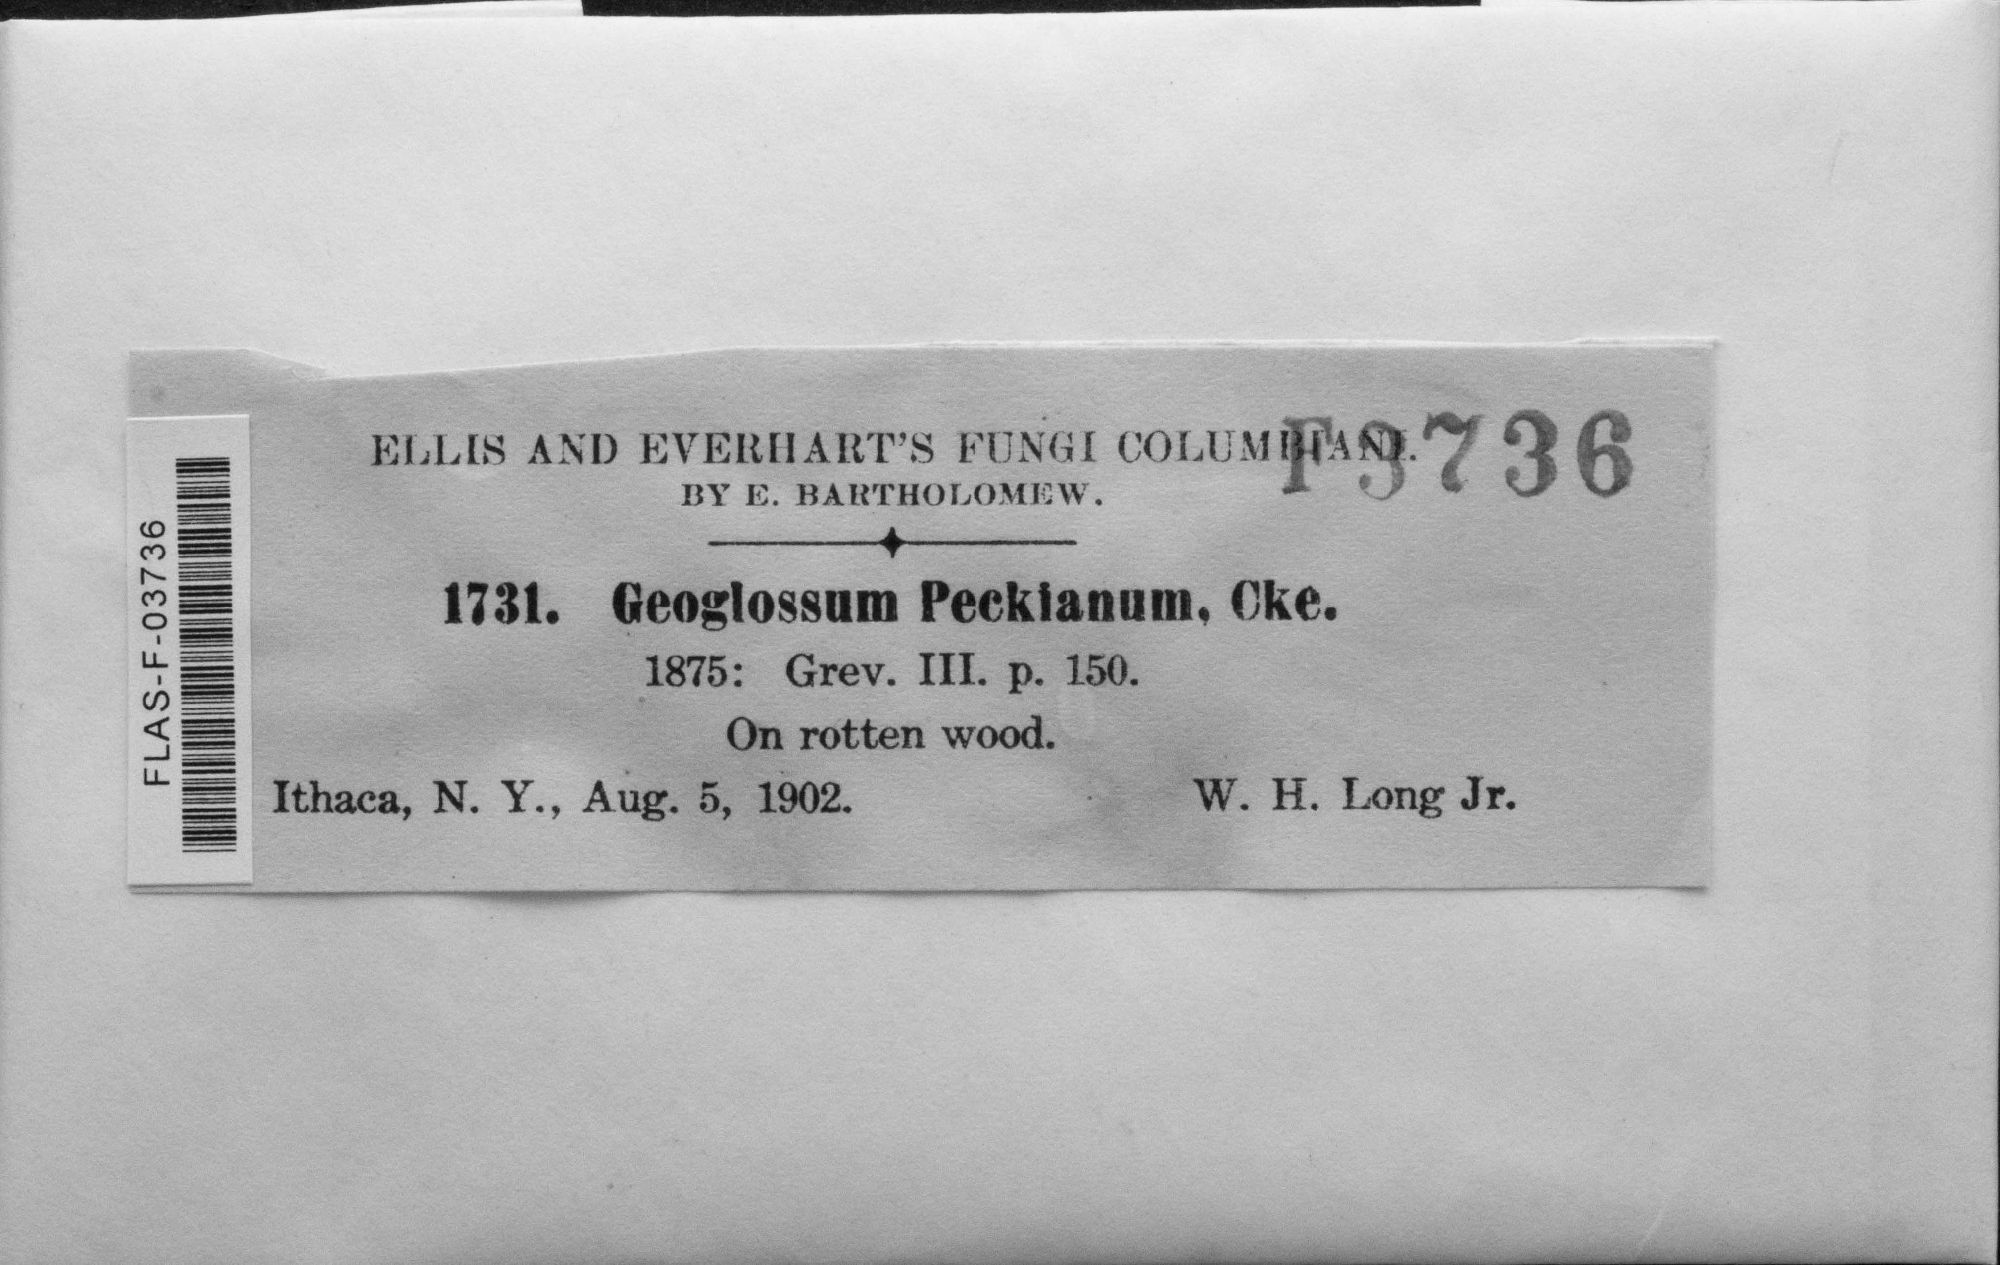 ELLIS AND EVERHART'S FUNGI COLUMBIANI.
F3736
BY E. BARTHOLOMEW.
1731. Geoglossum Peckianum, Cke.
1875: Grev. III. p. 150.
On rotten wood.
Ithaca, N. Y., Aug. 5, 1902. W. H. Long Jr.
FLAS-F-03736